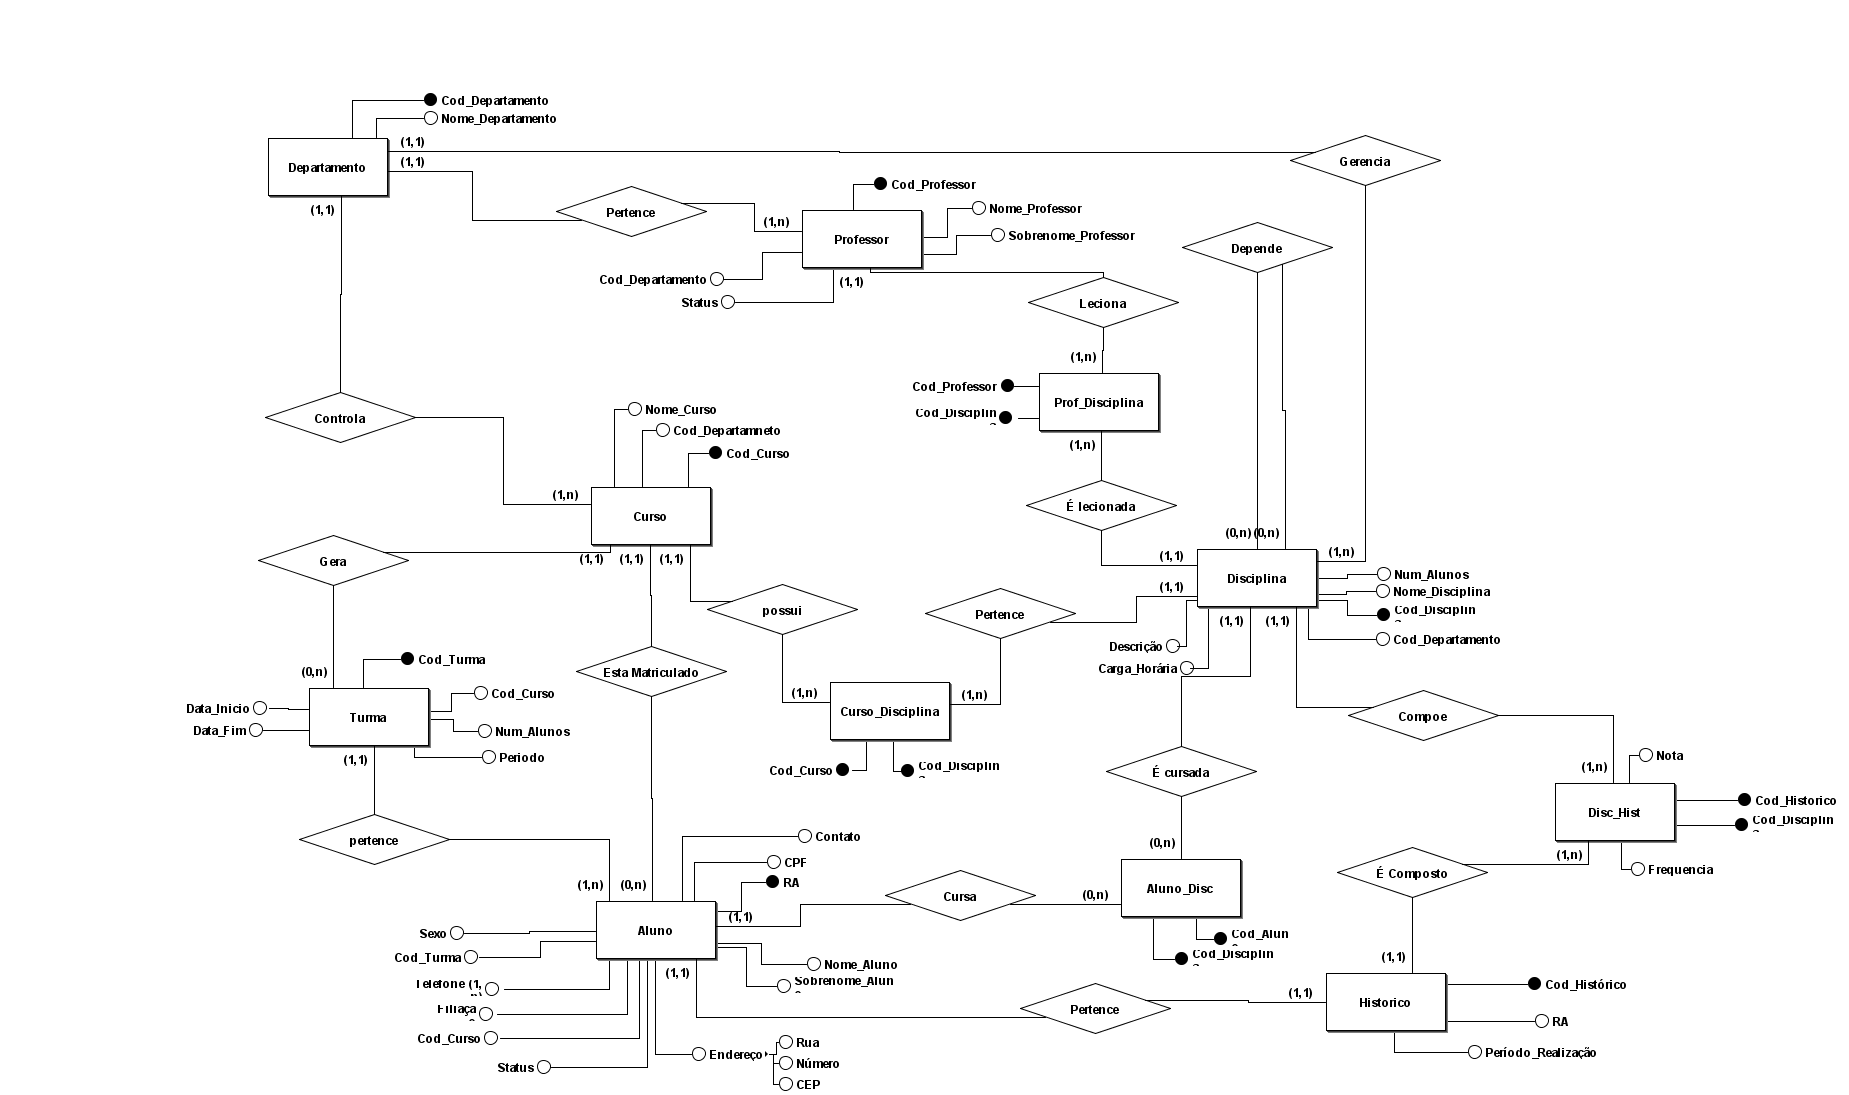 Cod_Departamento
Nome_Departamento
(1,1)
Departamento
(1,1)
(1,1)
Gerencia
Pertence
Cod_Professor
Nome_Professor
Sobrenome_Professor
(1,n)
Professor
Cod_Departamento
Status
(1,1)
Depende
Leciona
(1,n)
Cod_Professor
Cod_Disciplin
Prof_Disciplina
(1,n)
Controla
Nome_Curso
Cod_Departamneto
Cod_Curso
(1,n)
Curso
É lecionada
(0,n)
(0,n)
(1,n)
(1,1)
Gera
(1,1)
(1,1)
(1,1)
Disciplina
Num_Alunos
Nome_Disciplina
Cod_Disciplin
Cod_Departamento
possui
Pertence
(1,1)
(1,1)
(1,1)
Descrição
Carga_Horária
(0,n)
Cod_Turma
Esta Matriculado
Data_Inicio
Data_Fim
Turma
Cod_Curso
Num_Alunos
Periodo
(1,1)
(1,n)
Curso_Disciplina
(1,n)
Cod_Curso
Cod_Disciplin
Compoe
É cursada
(1,n)
Nota
Disc_Hist
Cod_Historico
Cod_Disciplin
(1,n)
Frequencia
pertence
Contato
CPF
RA
(1,n)
(0,n)
(1,1)
Aluno
Sexo
Cod_Turma
Telefone (1,
Filiaça
Cod_Curso
Status
(1,1)
Nome_Aluno
Sobrenome_Alun
Endereço
Rua
Número
CEP
Cursa
(0,n)
(0,n)
Aluno_Disc
Cod_Alun
Cod_Disciplin
É Composto
(1,1)
Pertence
(1,1)
Historico
Cod_Histórico
RA
Período_Realização